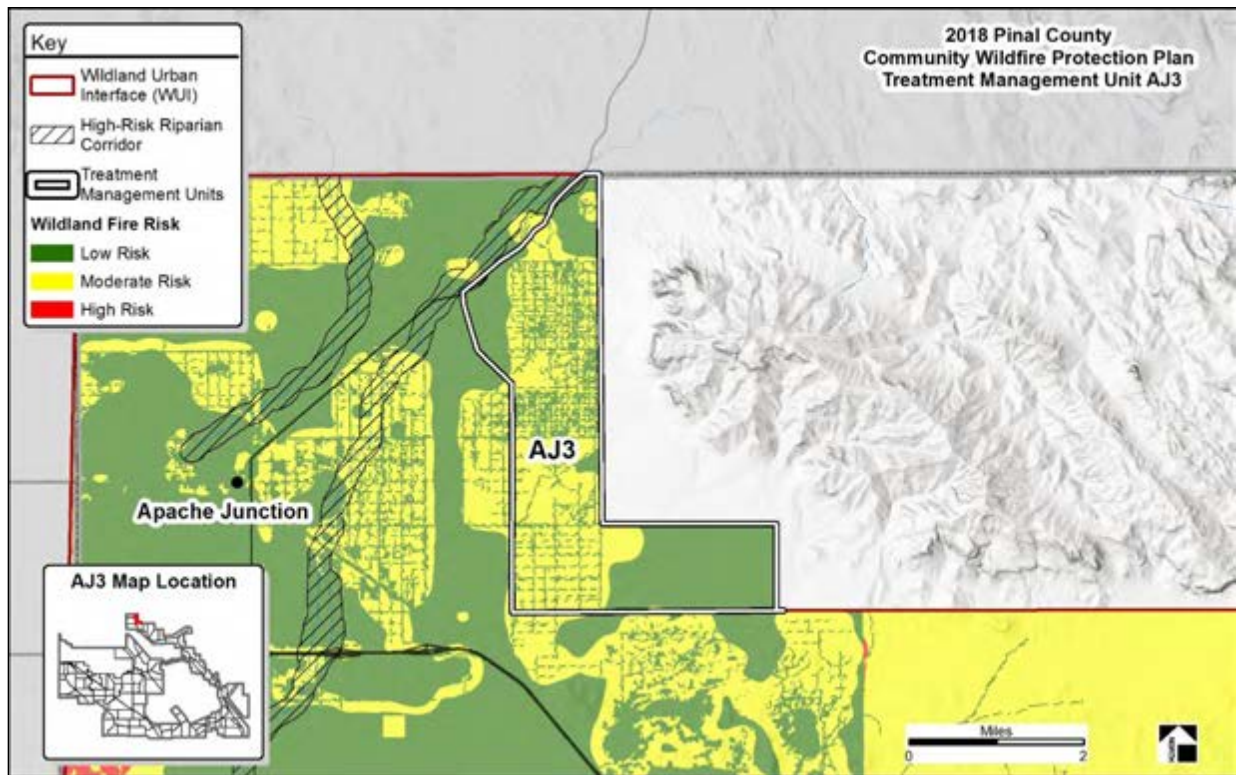 Key
Wildland Urban
Interface (WUI)
High-Risk Riparian
Corridor
Treatment
Management Units
Wildland Fire Risk
Low Risk
Moderate Risk
High Risk
2018 Pinal County
Community Wildfire Protection Plan
Treatment Management Unit AJ3
AJ3
Apache Junction
AJ3 Map Location
Miles
0 2